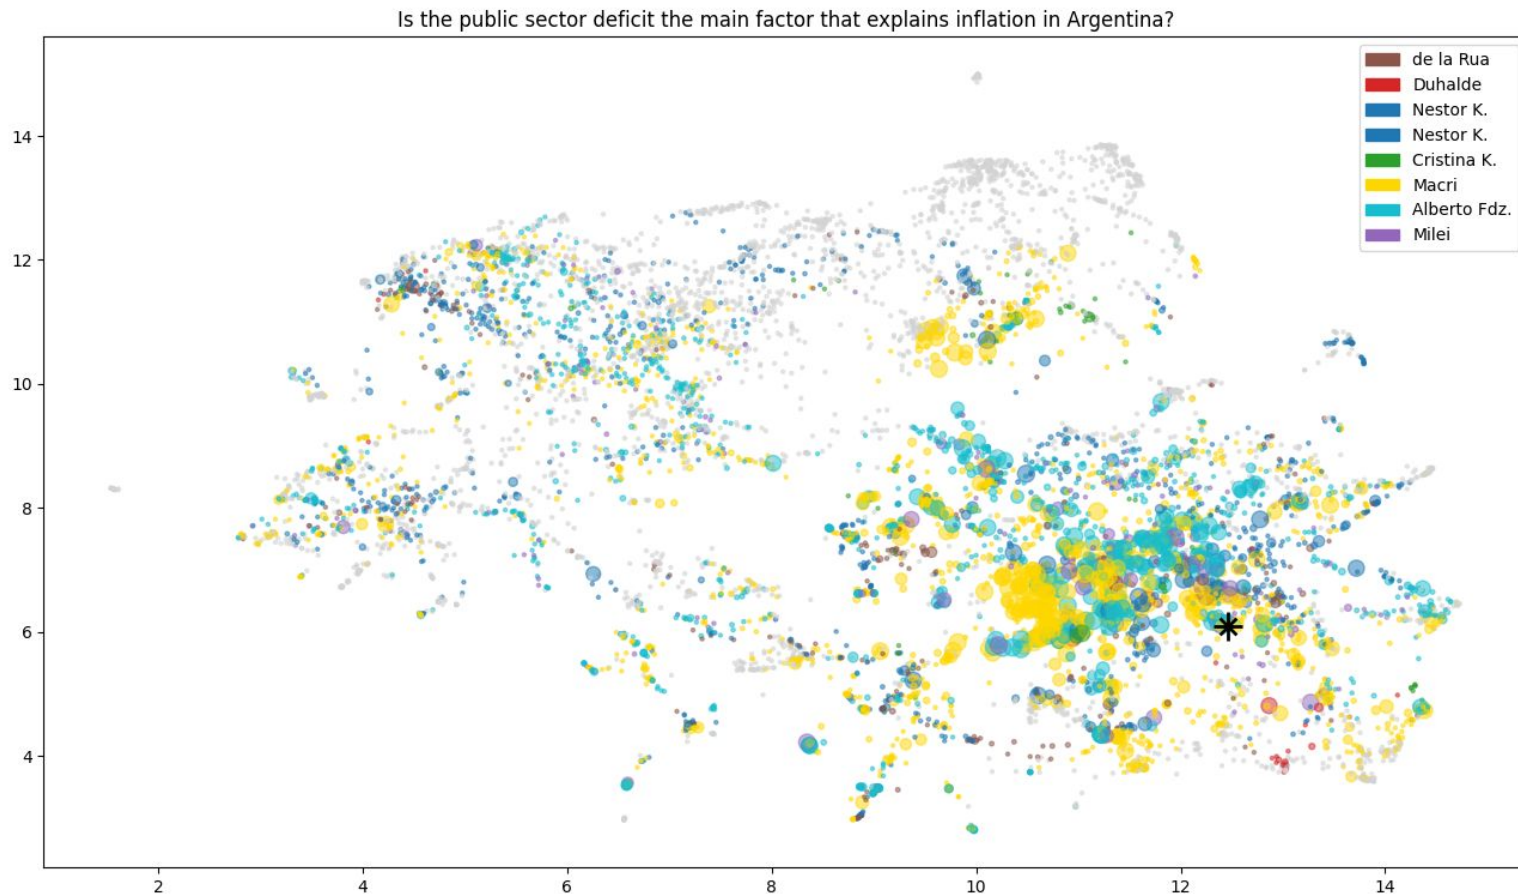 Is the public sector deficit the main factor that explains inflation in Argentina?
de la Rua
Duhalde
Nestor K.
Nestor K.
Cristina K.
Macri
Alberto Fdz.
Milei
14
12
10
8
6
4
2
4
6
8
10
12
14